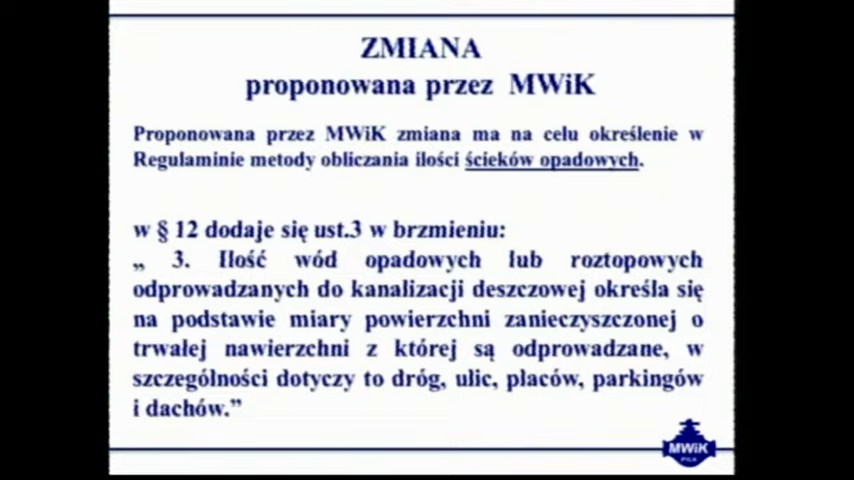 ZMIANA
proponowana przez MWiK
Proponowana przez MWiK zmiana ma na celu określenie w
Regulaminie metody obliczania ilości ścieków opadowych.
w § 12 dodaje się ust.3 w brzmieniu:
„ 3. Ilość wód opadowych lub roztopowych
odprowadzanych do kanalizacji deszczowej określa się
na podstawie miary powierzchni zanieczyszczonej o
trwałej nawierzchni z której są odprowadzane, w
szczególności dotyczy to dróg, ulic, placów, parkingów
i dachów.”
MWiK
PIŁA